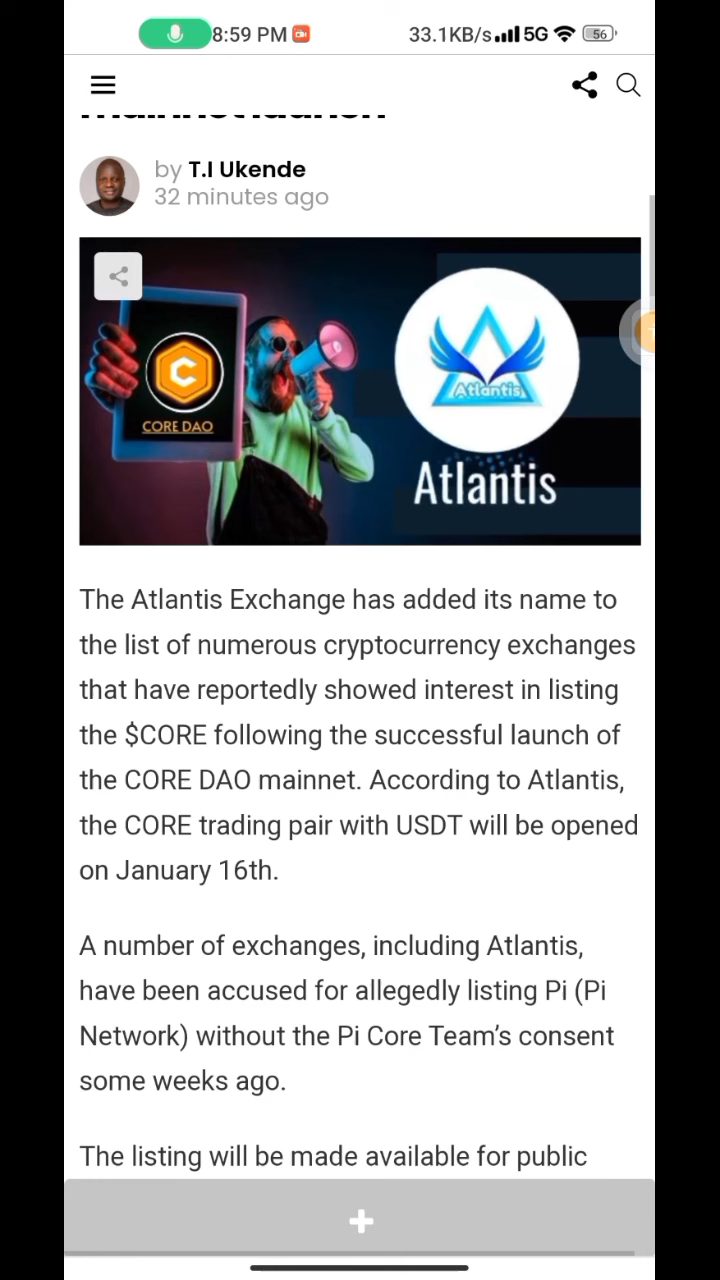 8:59 PM 33.1KB/s 5G 56
mainnet launch
by T.I Ukende
32 minutes ago
CORE DAO
Atlantis
Atlantis
The Atlantis Exchange has added its name to
the list of numerous cryptocurrency exchanges
that have reportedly showed interest in listing
the $CORE following the successful launch of
the CORE DAO mainnet. According to Atlantis,
the CORE trading pair with USDT will be opened
on January 16th.
A number of exchanges, including Atlantis,
have been accused for allegedly listing Pi (Pi
Network) without the Pi Core Team’s consent
some weeks ago.
The listing will be made available for public